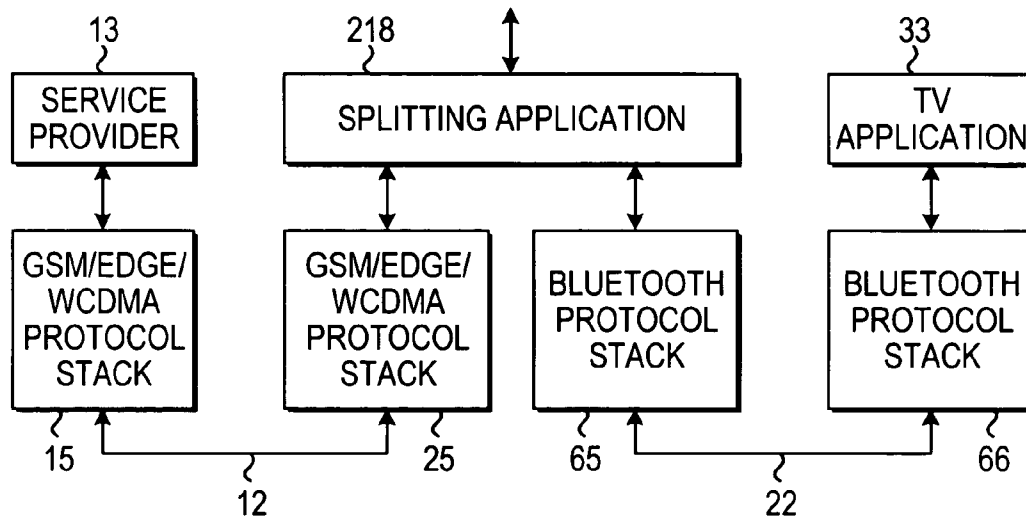 13
218
33
SERVICE
PROVIDER
SPLITTING APPLICATION
TV
APPLICATION
GSM/EDGE/
WCDMA
PROTOCOL
STACK
GSM/EDGE/
WCDMA
PROTOCOL
STACK
BLUETOOTH
PROTOCOL
STACK
BLUETOOTH
PROTOCOL
STACK
15
25
65
66
12
22